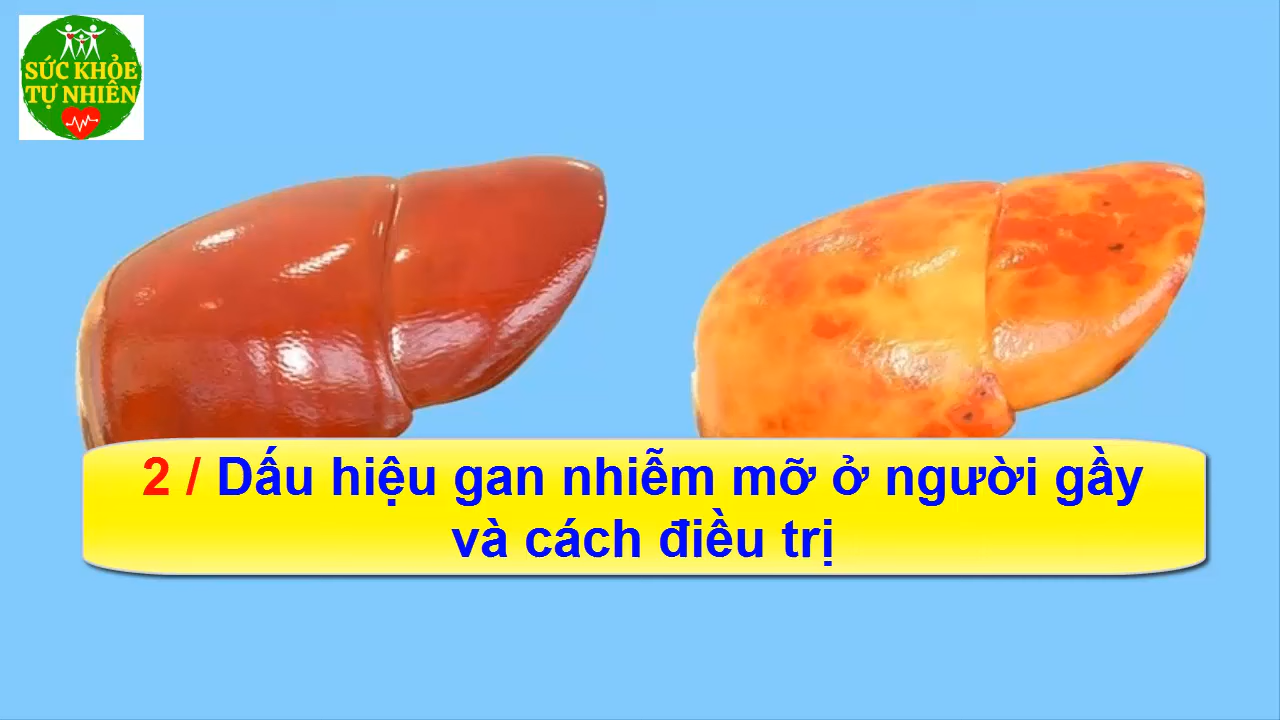 SỨC KHỎE
TỰ NHIÊN
2 / Dấu hiệu gan nhiễm mỡ ở người gầy
và cách điều trị